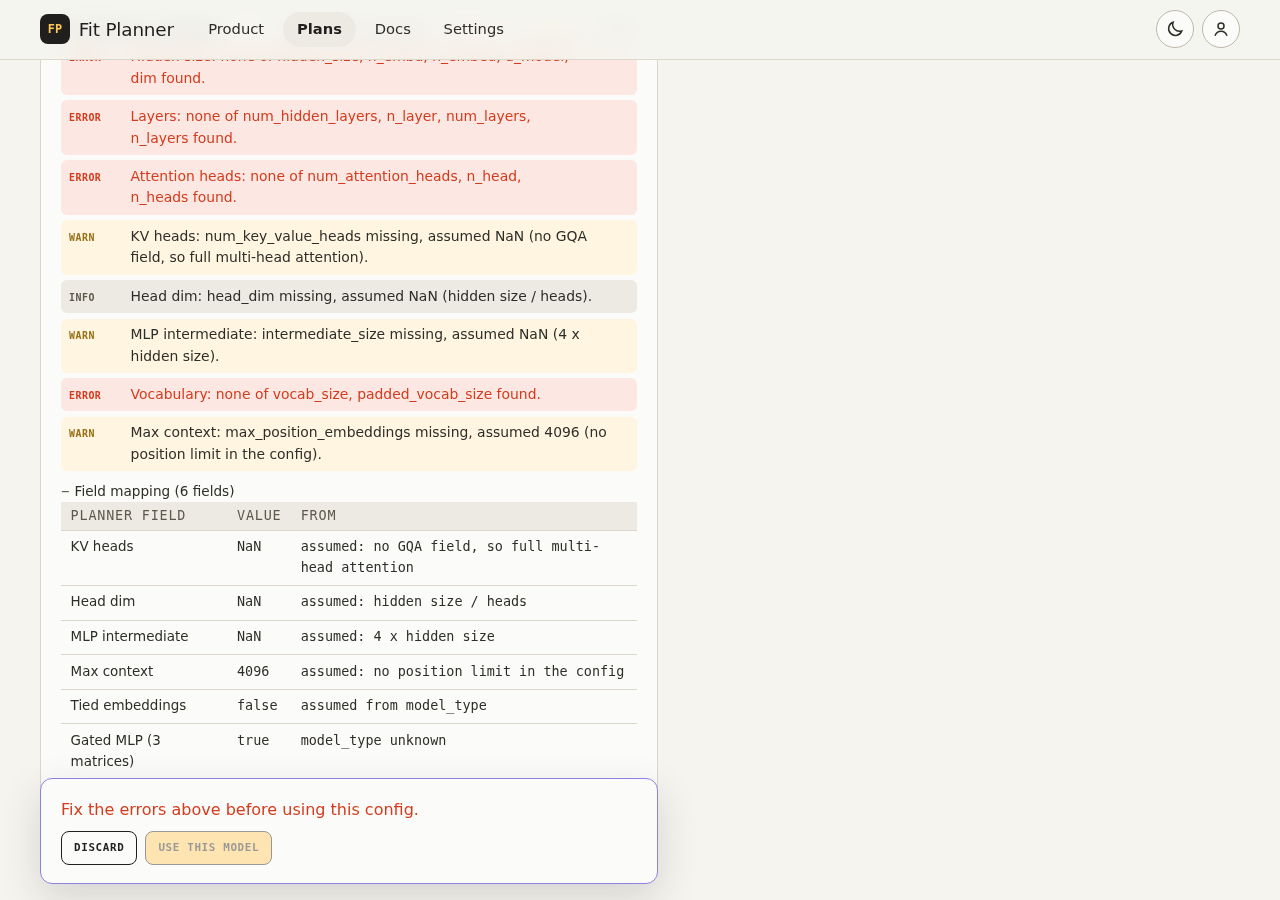 FP Fit Planner Product Plans Docs Settings
dim found.
ERROR Layers: none of num_hidden_layers, n_layer, num_layers,
n_layers found.
ERROR Attention heads: none of num_attention_heads, n_head,
n_heads found.
WARN KV heads: num_key_value_heads missing, assumed NaN (no GQA
field, so full multi-head attention).
INFO Head dim: head_dim missing, assumed NaN (hidden size / heads).
WARN MLP intermediate: intermediate_size missing, assumed NaN (4 x
hidden size).
ERROR Vocabulary: none of vocab_size, padded_vocab_size found.
WARN Max context: max_position_embeddings missing, assumed 4096 (no
position limit in the config).
– Field mapping (6 fields)
PLANNER FIELD VALUE FROM
KV heads NaN assumed: no GQA field, so full multi-
head attention
Head dim NaN assumed: hidden size / heads
MLP intermediate NaN assumed: 4 x hidden size
Max context 4096 assumed: no position limit in the config
Tied embeddings false assumed from model_type
Gated MLP (3 true model_type unknown
matrices)
Fix the errors above before using this config.
DISCARD USE THIS MODEL